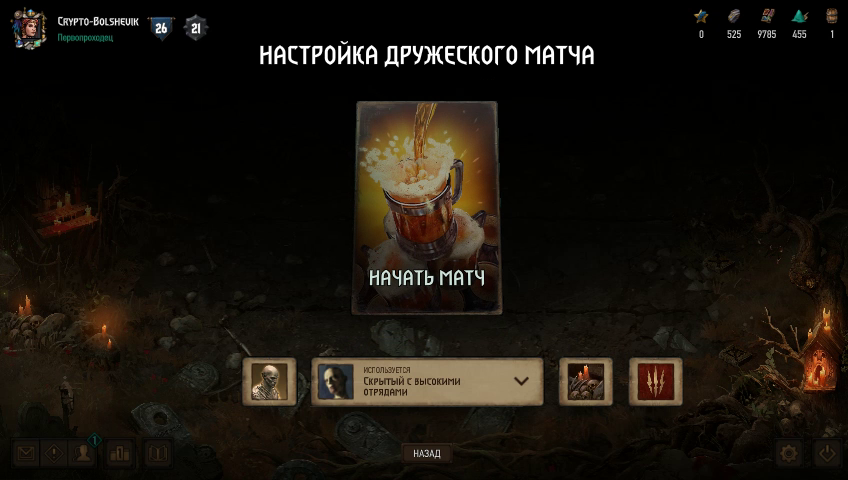 Crypto-Bolshevik
Первопроходец
26
21
0
525
9785
455
1
НАСТРОЙКА ДРУЖЕСКОГО МАТЧА
НАЧАТЬ МАТЧ
ИСПОЛЬЗУЕТСЯ
Скрытый с высокими
отрядами
1
НАЗАД